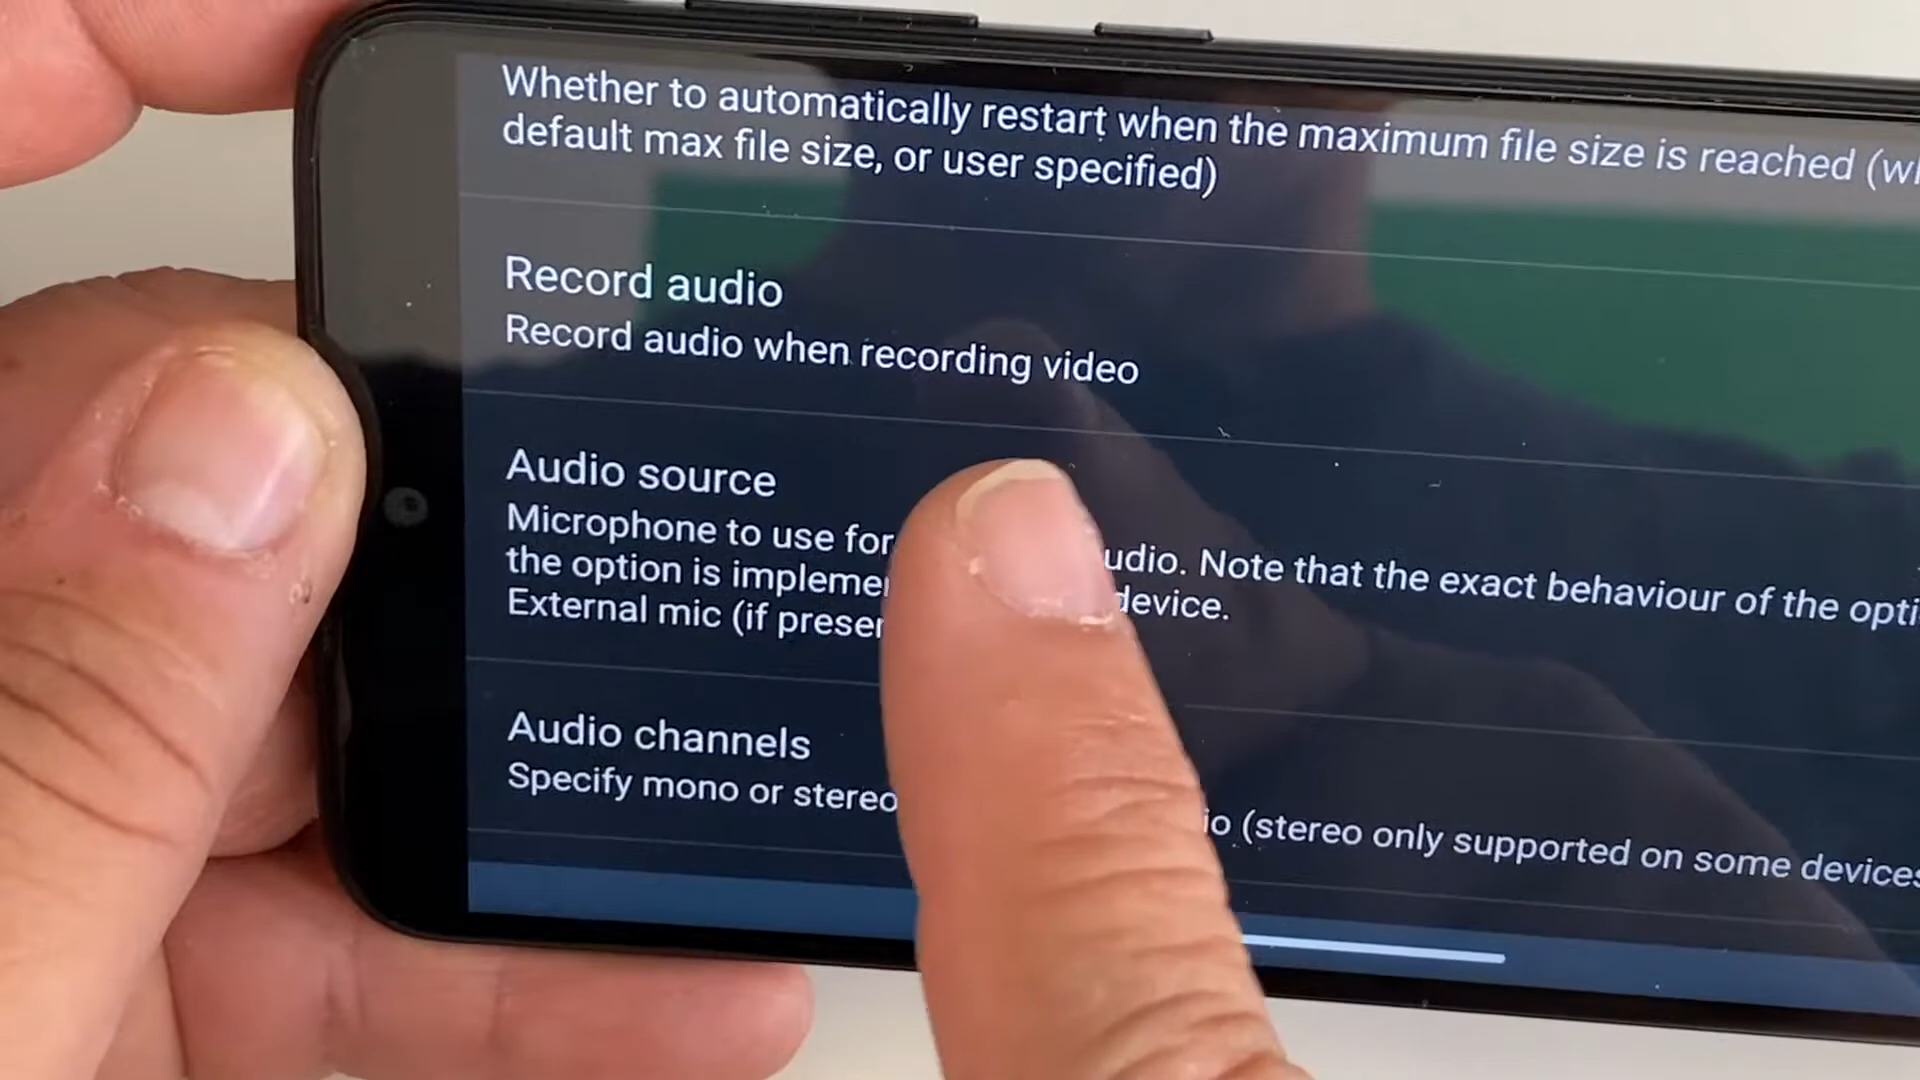 Whether to automatically restart when the maximum file size is reached (wh
default max file size, or user specified)
Record audio
Record audio when recording video
Audio source
Microphone to use for udio. Note that the exact behaviour of the opti
the option is implemen device.
External mic (if presen
Audio channels
Specify mono or stereo io (stereo only supported on some devices